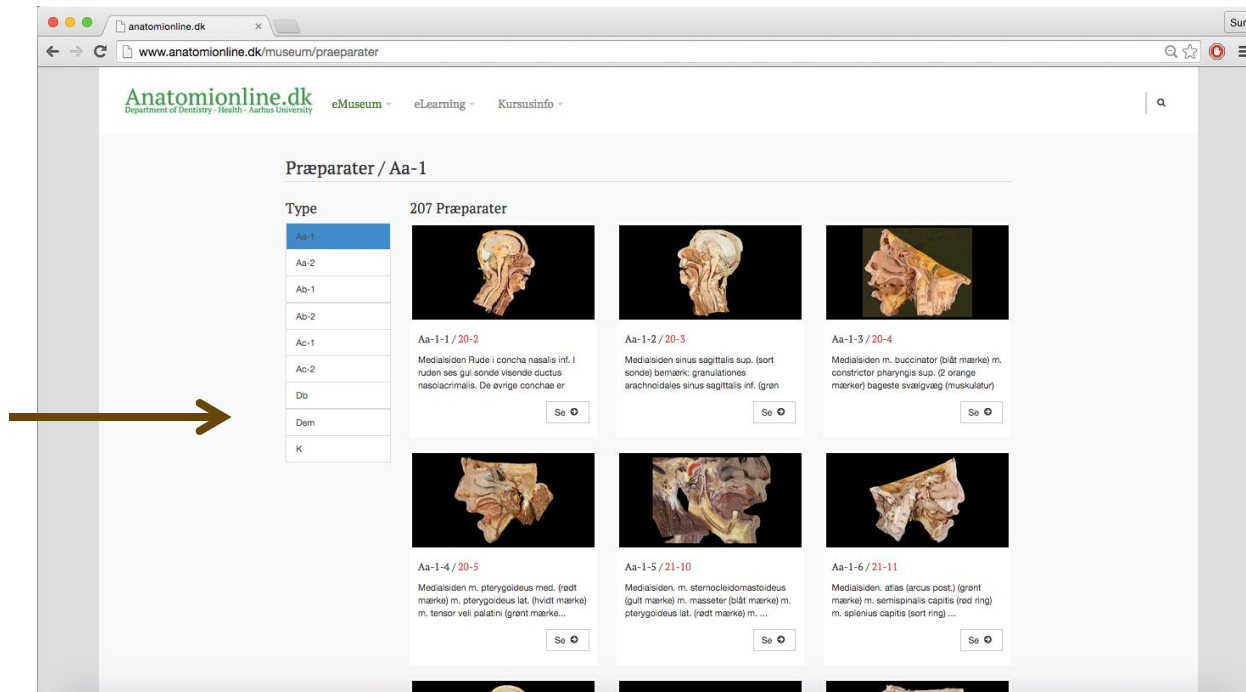 anatomionline.dk
Sur
www.anatomionline.dk/museum/praeparater
Anatomionline.dk
Department of Dentistry - Health - Aarhus University
eMuseum
eLearning
Kursusinfo
Præparater / Aa-1
Type
Aa-1
Aa-2
Ab-1
Ab-2
Ac-1
Ac-2
Db
Dem
K
207 Præparater
Aa-1-1 / 20-2
Medialsiden Rude i concha nasalis inf. I
ruden ses gul sonde visende ductus
nasolacrimalis. De øvrige conchae er
Se
Aa-1-2 / 20-3
Medialsiden sinus sagittalis sup. (sort
sonde) bemærk: granulationes
arachnoidales sinus sagittalis inf. (grøn
Se
Aa-1-3 / 20-4
Medialsiden m. buccinator (blåt mærke) m.
constrictor pharyngis sup. (2 orange
mærker) bageste svælgvæg (muskulatur)
Se
Aa-1-4 / 20-5
Medialsiden m. pterygoideus med. (rødt
mærke) m. pterygoideus lat. (hvidt mærke)
m. tensor veli palatini (grønt mærke...
Se
Aa-1-5 / 21-10
Medialsiden. m. sternocleidomastoideus
(gult mærke) m. masseter (blåt mærke) m.
pterygoideus lat. (rødt mærke) m. ...
Se
Aa-1-6 / 21-11
Medialsiden. atlas (arcus post.) (grønt
mærke) m. semispinalis capitis (rød ring)
m. splenius capitis (sort ring) ...
Se